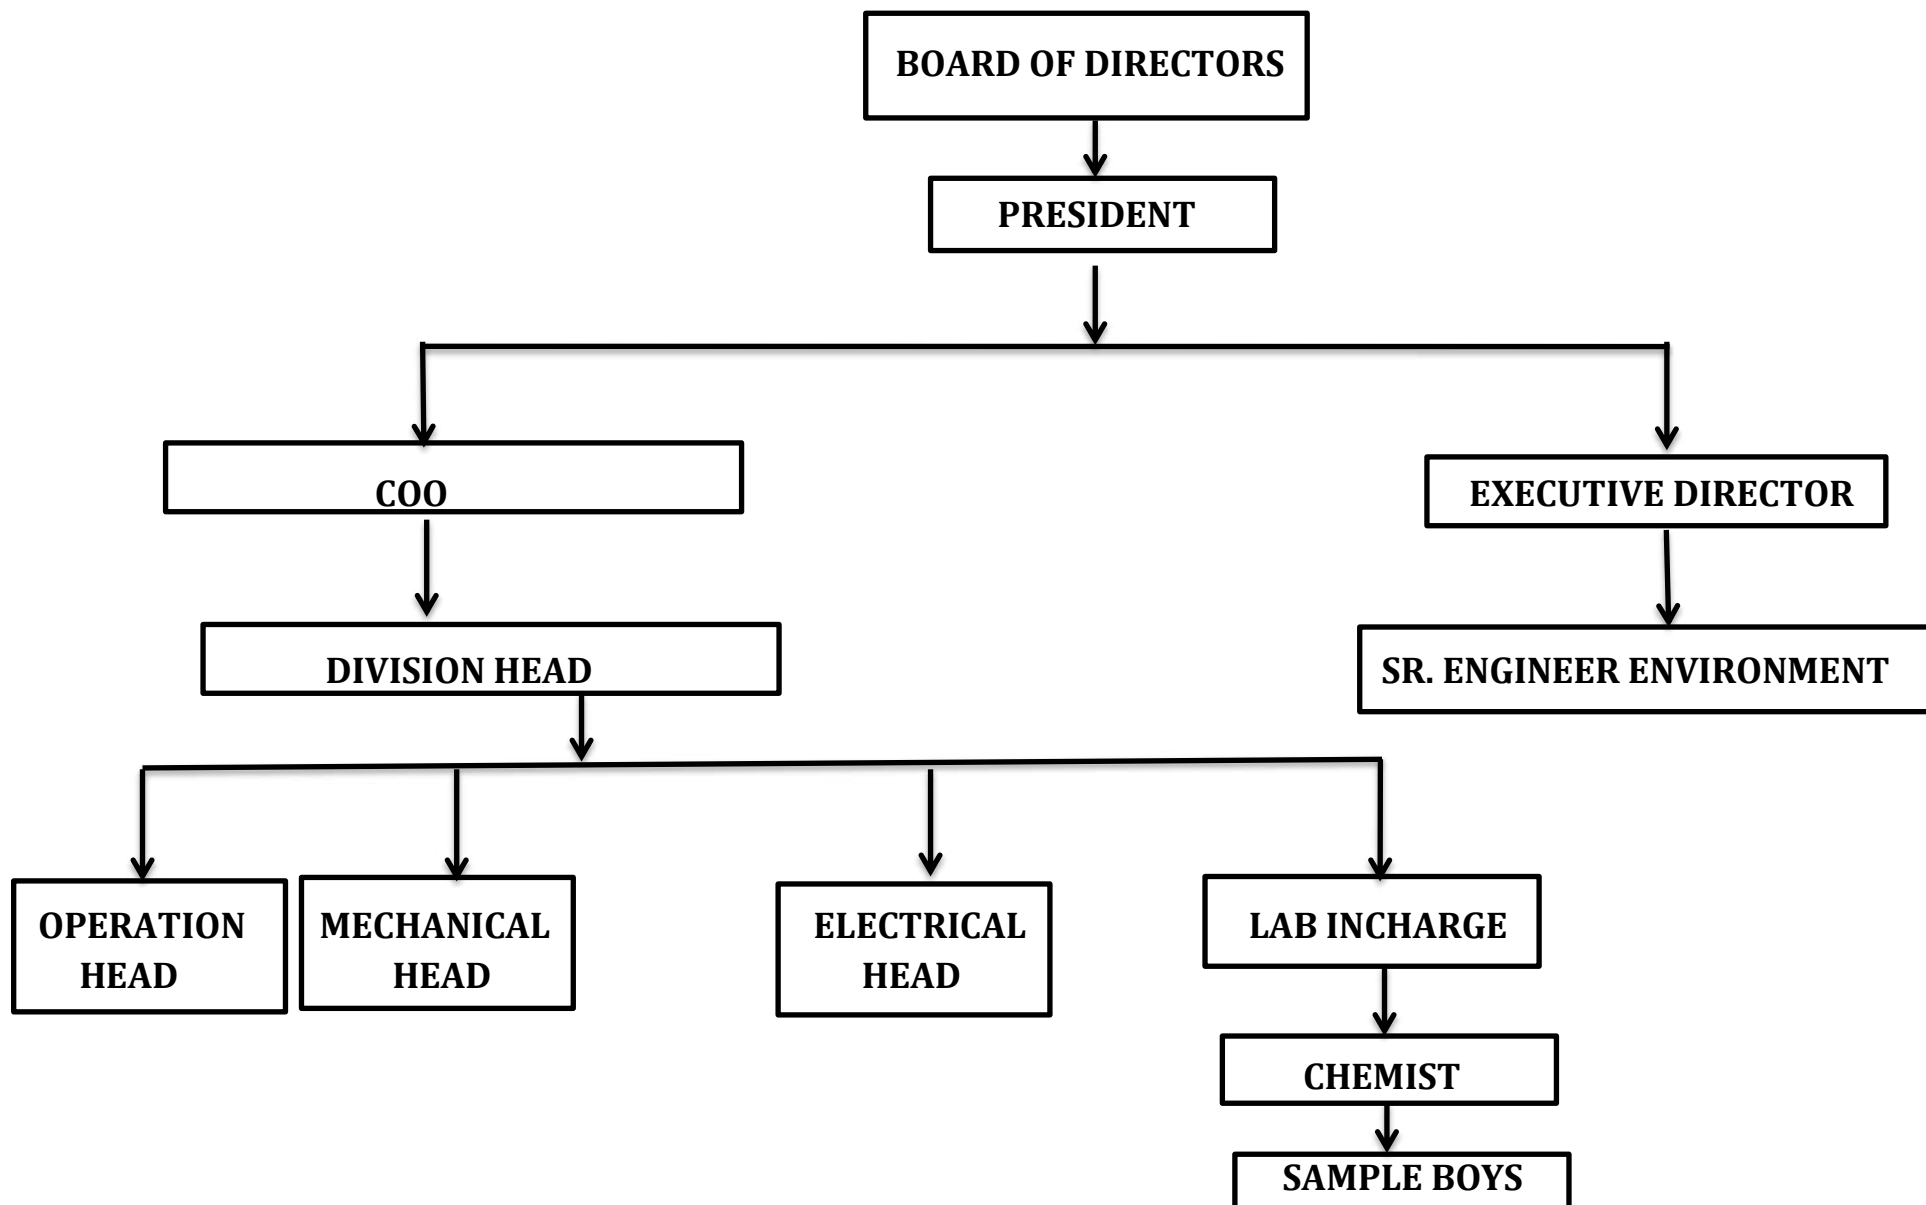 BOARD OF DIRECTORS
PRESIDENT
COO
EXECUTIVE DIRECTOR
DIVISION HEAD
SR. ENGINEER ENVIRONMENT
OPERATION
HEAD
MECHANICAL
HEAD
ELECTRICAL
HEAD
LAB INCHARGE
CHEMIST
SAMPLE BOYS